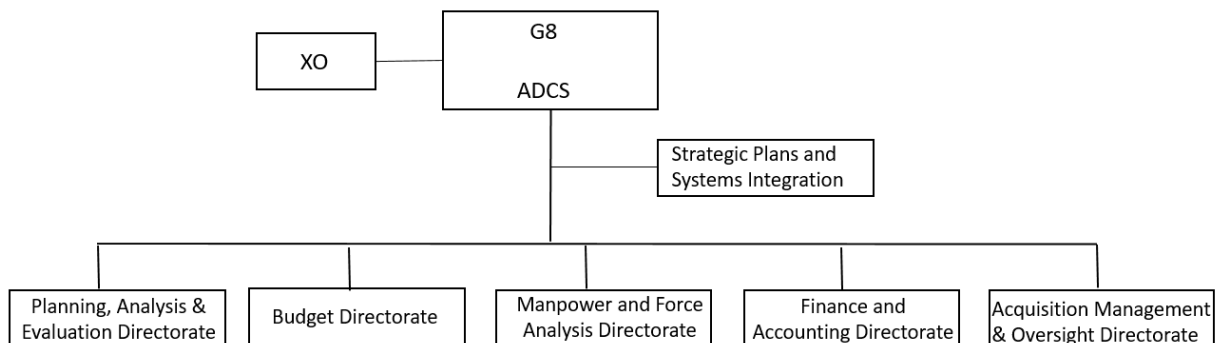 G8
XO
ADCS
Strategic Plans and
Systems Integration
Planning, Analysis &
Evaluation Directorate
Budget Directorate
Manpower and Force
Analysis Directorate
Finance and
Accounting Directorate
Acquisition Management
& Oversight Directorate